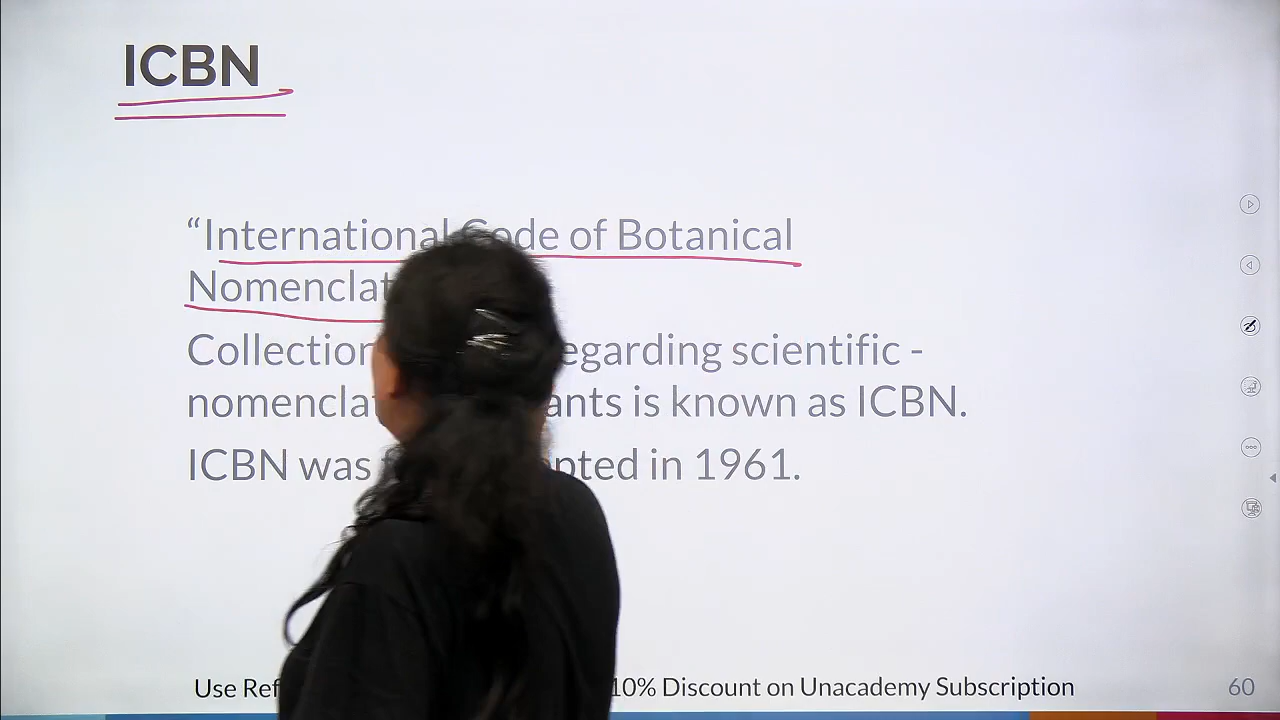 ICBN
“International Code of Botanical
Nomenclat
Collection egarding scientific -
nomencla ants is known as ICBN.
ICBN was pted in 1961.
Use Ref 10% Discount on Unacademy Subscription
60